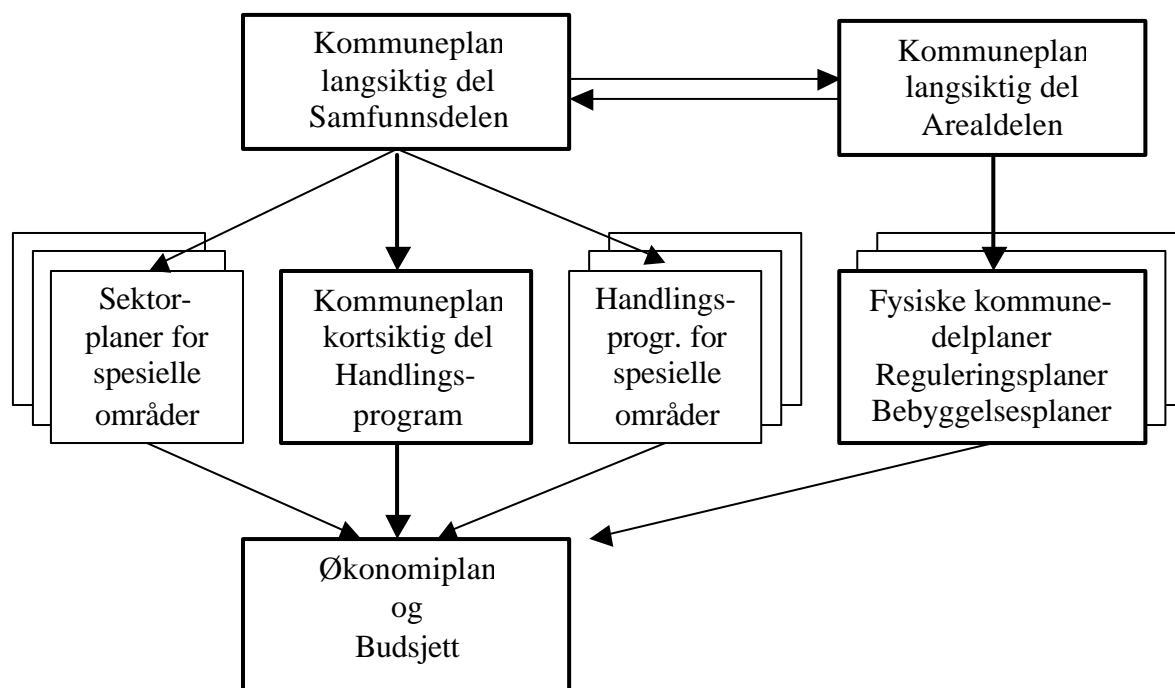 Kommuneplan
langsiktig del
Samfunnsdelen
Kommuneplan
langsiktig del
Arealdelen
Sektor-
planer for
spesielle
områder
Kommuneplan
kortsiktig del
Handlings-
program
Handlings-
progr. for
spesielle
områder
Fysiske kommune-
delplaner
Reguleringsplaner
Bebyggelsesplaner
Økonomiplan
og
Budsjett